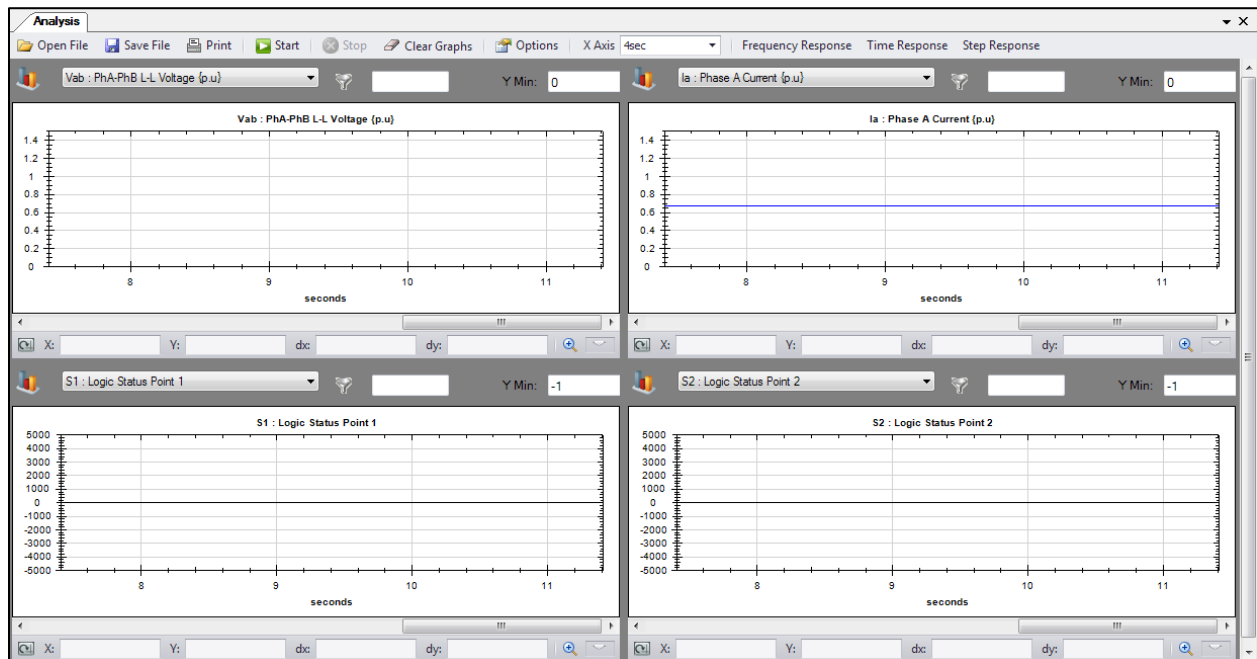 Analysis
Open File Save File Print Start Stop Clear Graphs Options X Axis 4sec Frequency Response Time Response Step Response
Vab : PhA-PhB L-L Voltage {p.u} Y Min: 0
Vab : PhA-PhB L-L Voltage {p.u}
1.4
1.2
1
0.8
0.6
0.4
0.2
0
8 9 10 11
seconds
X: Y: dx: dy:
Ia : Phase A Current {p.u} Y Min: 0
Ia : Phase A Current {p.u}
1.4
1.2
1
0.8
0.6
0.4
0.2
0
8 9 10 11
seconds
X: Y: dx: dy:
S1 : Logic Status Point 1 Y Min: -1
S1 : Logic Status Point 1
5000
4000
3000
2000
1000
0
-1000
-2000
-3000
-4000
-5000
8 9 10 11
seconds
X: Y: dx: dy:
S2 : Logic Status Point 2 Y Min: -1
S2 : Logic Status Point 2
5000
4000
3000
2000
1000
0
-1000
-2000
-3000
-4000
-5000
8 9 10 11
seconds
X: Y: dx: dy: